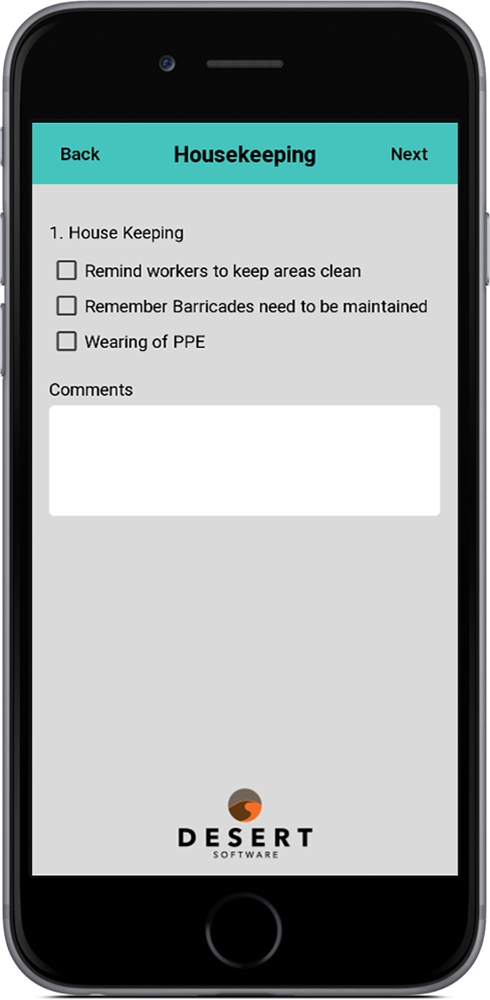 Back Housekeeping Next
1. House Keeping
Remind workers to keep areas clean
Remember Barricades need to be maintained
Wearing of PPE
Comments
DESERT
SOFTWARE